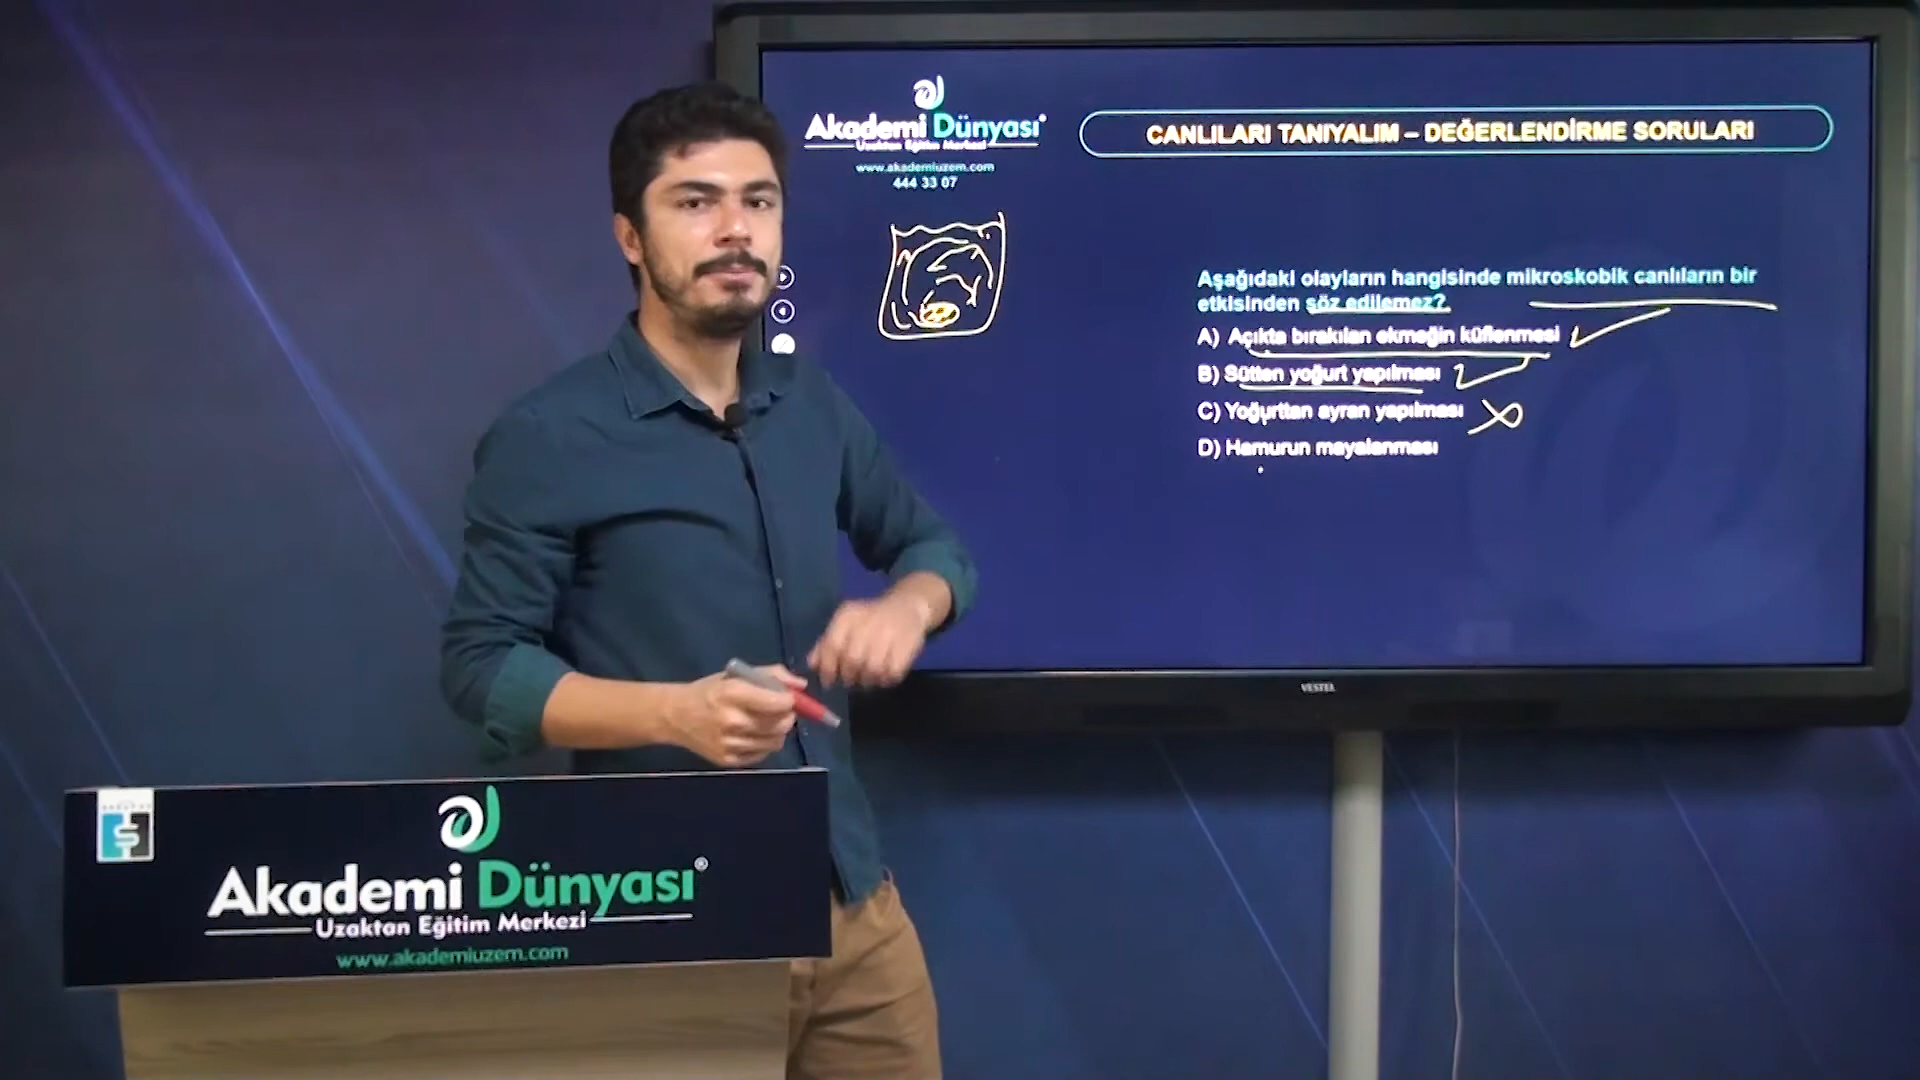 Akademi Dünyası
Uzaktan Eğitim Merkezi
www.akademiuzem.com
444 33 07
CANLILARI TANIYALIM – DEĞERLENDİRME SORULARI
Aşağıdaki olayların hangisinde mikroskobik canlıların bir
etkisinden söz edilemez?
A) Açıkta bırakılan ekmeğin küflenmesi
B) Sütten yoğurt yapılması
C) Yoğurttan ayran yapılması
D) Hamurun mayalanması
VESTEL
Akademi Dünyası®
Uzaktan Eğitim Merkezi
www.akademiuzem.com